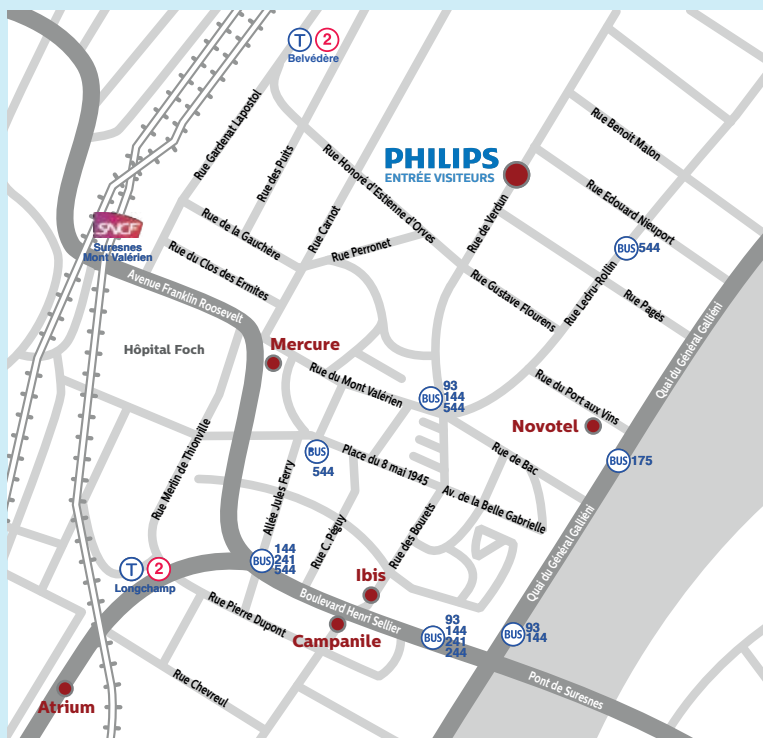 T 2
Belvédère
Rue Benoit Malon
Rue Gardenat Lapostol
Rue des Puits
Rue Honoré d'Estienne d'Orves
PHILIPS
ENTRÉE VISITEURS
Rue Edouard Nieuport
Rue de Verdun
SNCF
Suresnes
Mont Valérien
Rue de la Gauchère
Rue Carnot
Rue Perronet
BUS 544
Rue du Clos des Ermites
Avenue Franklin Roosevelt
Rue Gustave Flourens
Rue Ledru-Rollin
Rue Pagès
Quai du Général Galliéni
Hôpital Foch
Mercure
Rue du Mont Valérien
BUS
93
144
544
Rue du Port aux Vins
Novotel
Rue Merlin de Thionville
BUS
544
Place du 8 mai 1945
Rue de Bac
BUS 175
Allée Jules Ferry
Av. de la Belle Gabrielle
Quai du Général Galliéni
Rue C. Péguy
Rue des Bourets
T 2
Longchamp
BUS
144
241
544
Ibis
Boulevard Henri Sellier
Rue Pierre Dupont
Campanile
BUS
93
144
241
244
BUS
93
144
Rue Chevreul
Pont de Suresnes
Atrium